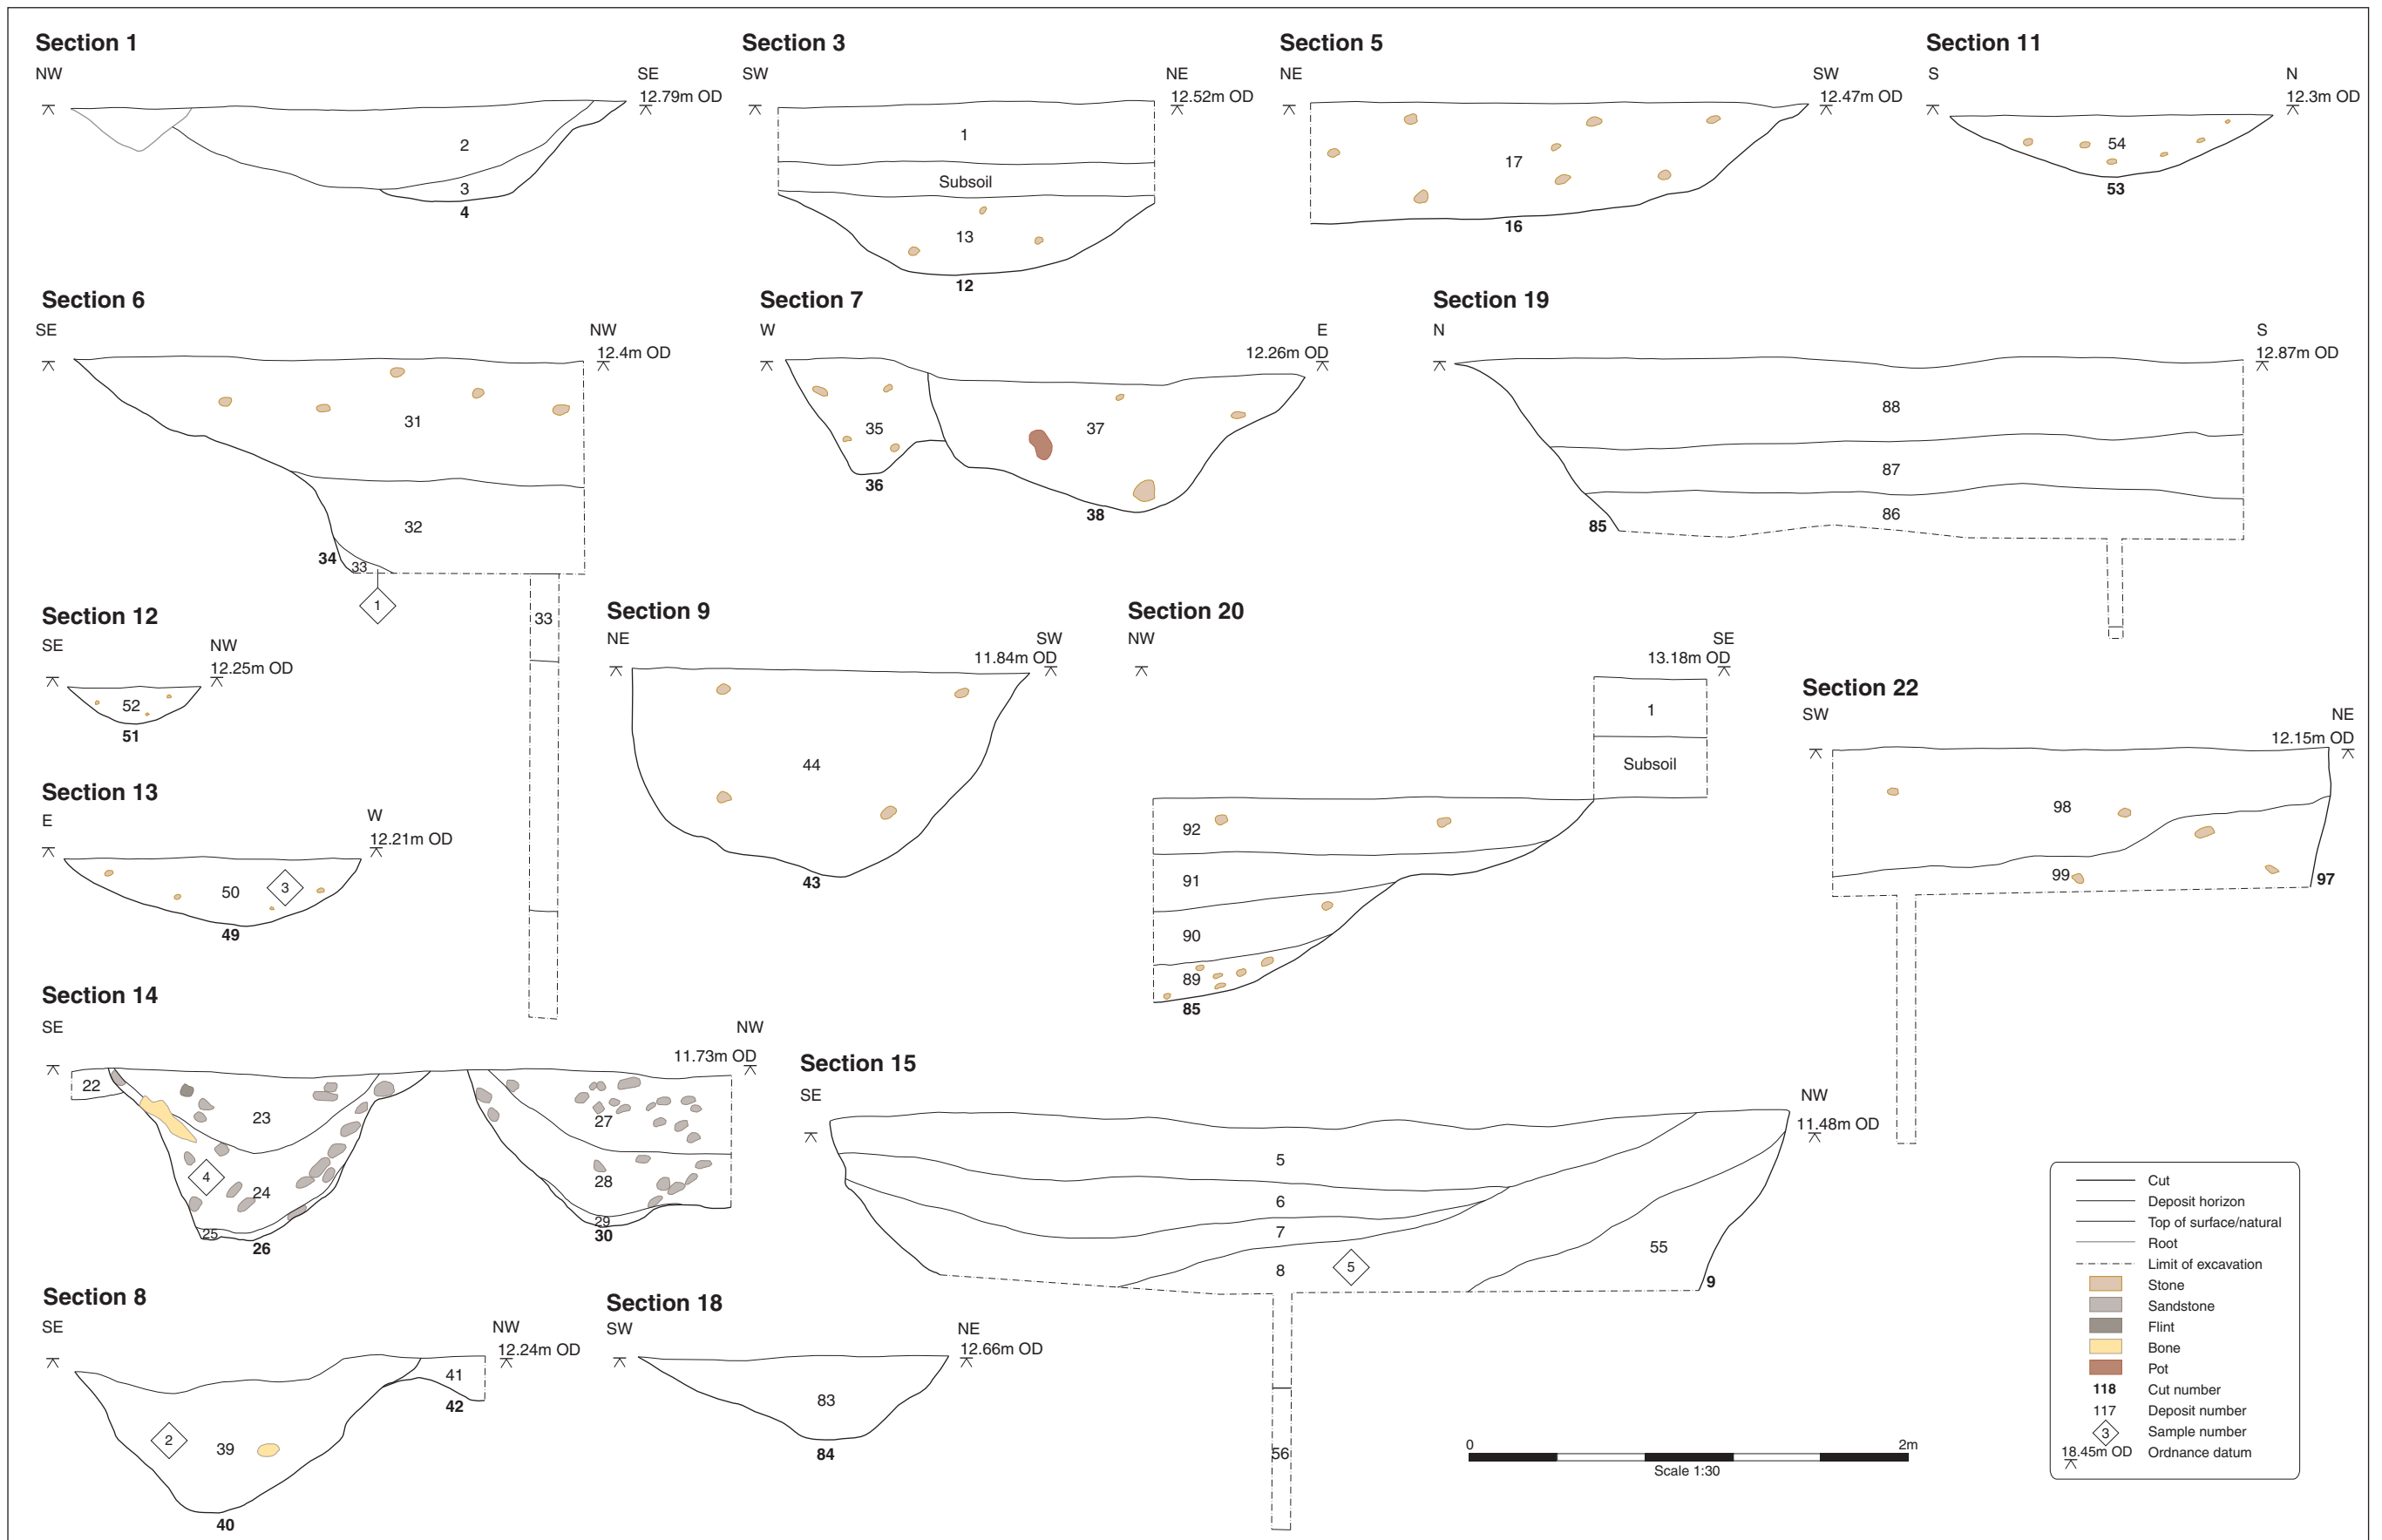 Section 1
NW
SE
12.79m OD
2
3
4
Section 3
SW
NE
12.52m OD
1
Subsoil
13
12
Section 5
NE
SW
12.47m OD
17
16
Section 11
S
N
12.3m OD
54
53
Section 6
SE
NW
12.4m OD
31
32
34
33
1
33
Section 7
W
E
12.26m OD
35
37
36
38
Section 19
N
S
12.87m OD
88
87
86
85
Section 12
SE
NW
12.25m OD
52
51
Section 9
NE
SW
11.84m OD
44
43
Section 20
NW
SE
13.18m OD
1
Subsoil
92
91
90
89
85
Section 22
SW
NE
12.15m OD
98
99
97
Section 13
E
W
12.21m OD
50
3
49
Section 14
SE
NW
11.73m OD
22
23
27
4
24
28
25
29
26
30
Section 15
SE
NW
11.48m OD
5
6
7
8
5
55
9
56
Section 8
SE
NW
12.24m OD
41
42
2
39
40
Section 18
SW
NE
12.66m OD
83
84
0
2m
Scale 1:30
Cut
Deposit horizon
Top of surface/natural
Root
Limit of excavation
Stone
Sandstone
Flint
Bone
Pot
118 Cut number
117 Deposit number
3 Sample number
18.45m OD Ordnance datum